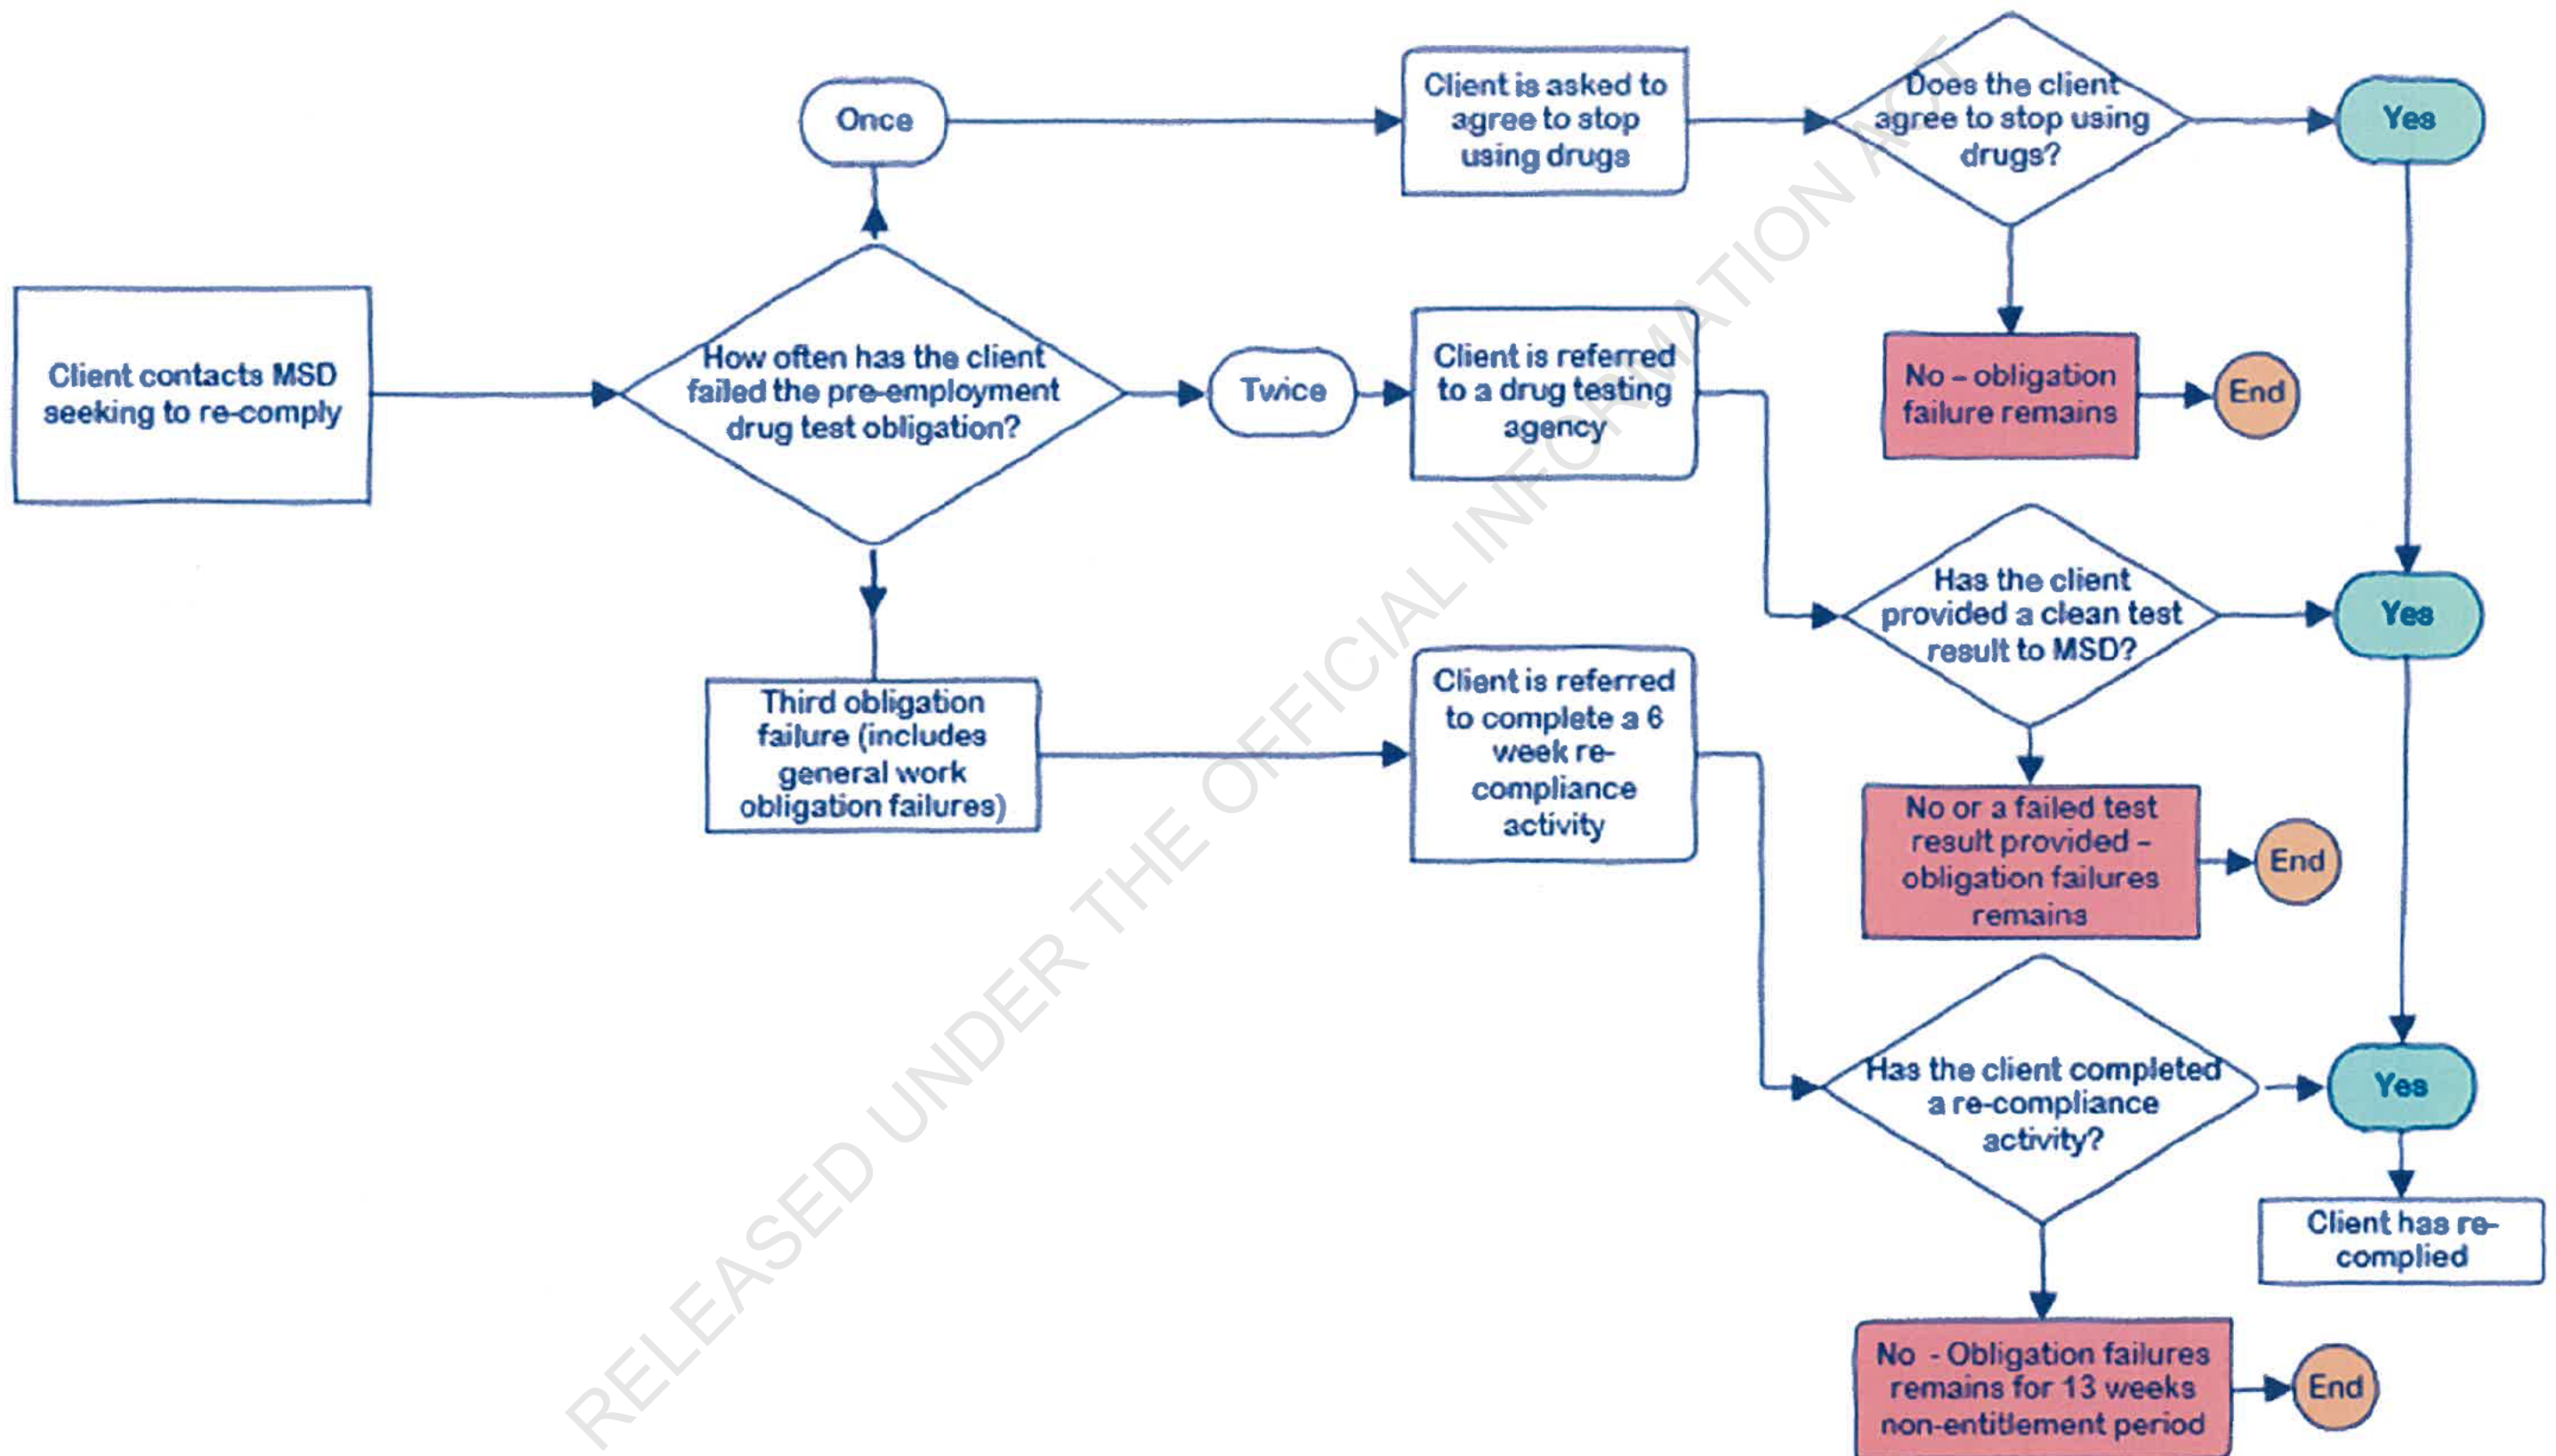 Once
Client is asked to
agree to stop
using drugs
Does the client
agree to stop using
drugs?
Yes
Client contacts MSD
seeking to re-comply
How often has the client
failed the pre-employment
drug test obligation?
Twice
Client is referred
to a drug testing
agency
No – obligation
failure remains
End
Has the client
provided a clean test
result to MSD?
Yes
Third obligation
failure (includes
general work
obligation failures)
Client is referred
to complete a 6
week re-
compliance
activity
No or a failed test
result provided –
obligation failures
remains
End
Has the client completed
a re-compliance
activity?
Yes
Client has re-
complied
No - Obligation failures
remains for 13 weeks
non-entitlement period
End
RELEASED UNDER THE OFFICIAL INFORMATION ACT